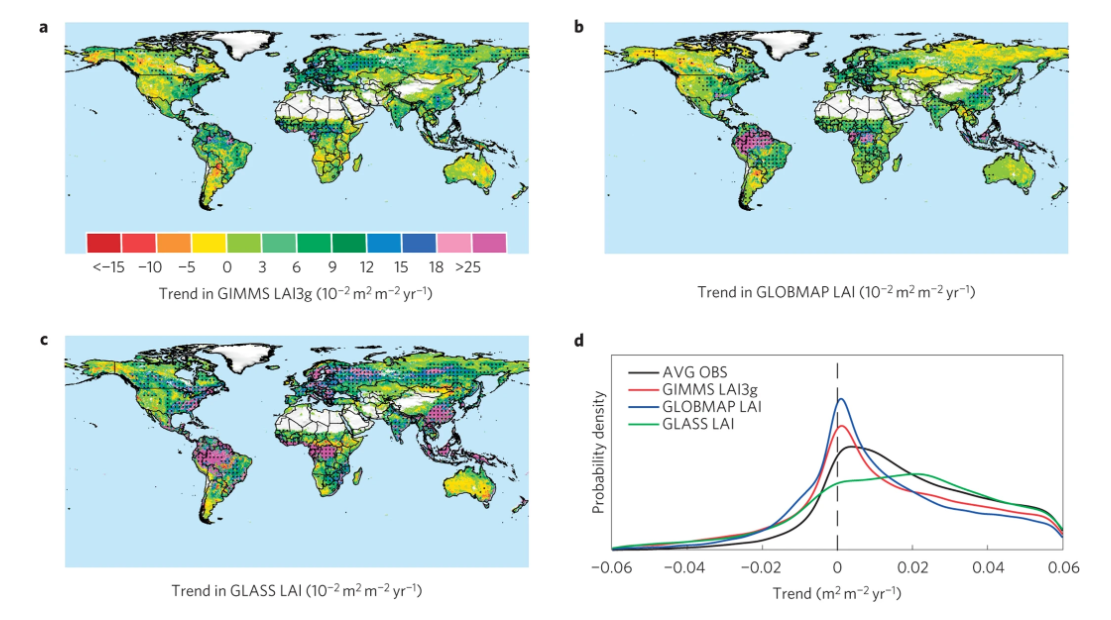 a
<−15 −10 −5 0 3 6 9 12 15 18 >25
Trend in GIMMS LAI3g (10⁻² m² m⁻² yr⁻¹)
b
Trend in GLOBMAP LAI (10⁻² m² m⁻² yr⁻¹)
c
Trend in GLASS LAI (10⁻² m² m⁻² yr⁻¹)
d
Probability density
AVG OBS
GIMMS LAI3g
GLOBMAP LAI
GLASS LAI
−0.06 −0.04 −0.02 0 0.02 0.04 0.06
Trend (m² m⁻² yr⁻¹)